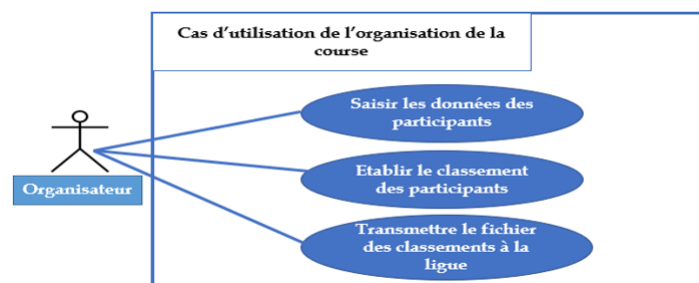 Cas d'utilisation de l'organisation de la
course
Saisir les données des
participants
Organisateur
Etablir le classement
des participants
Transmettre le fichier
des classements à la
ligue